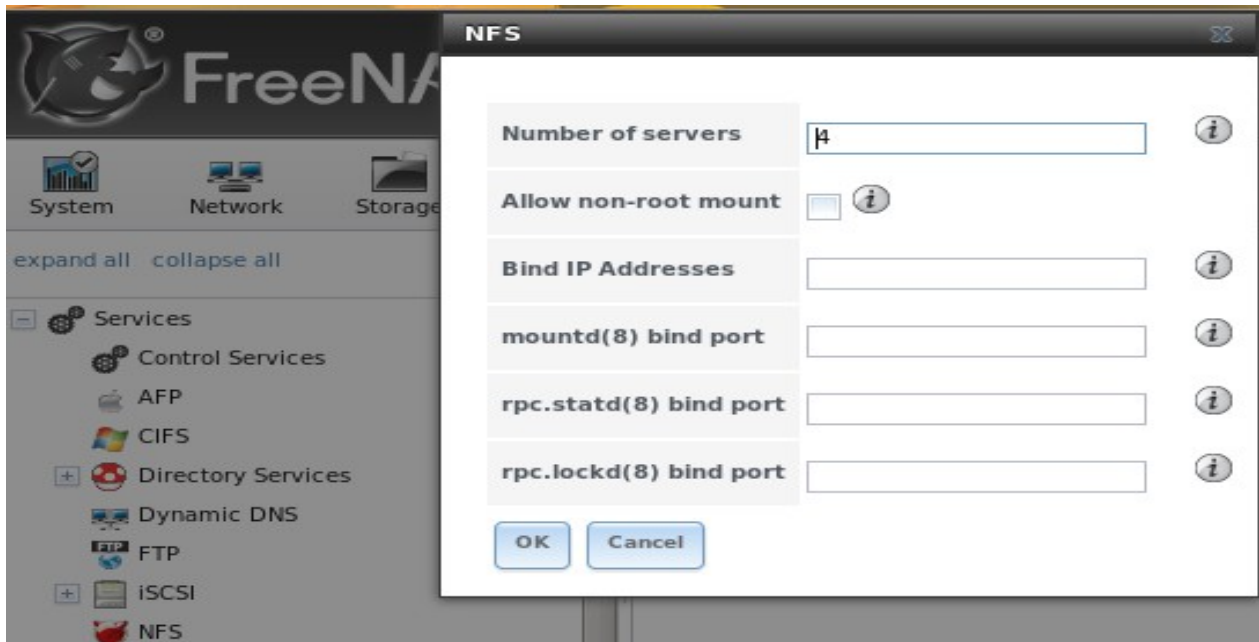 FreeNA
NFS
System
Network
Storage
expand all collapse all
Services
Control Services
AFP
CIFS
Directory Services
Dynamic DNS
FTP
FTP
iSCSI
NFS
Number of servers
4
Allow non-root mount
Bind IP Addresses
mountd(8) bind port
rpc.statd(8) bind port
rpc.lockd(8) bind port
OK
Cancel